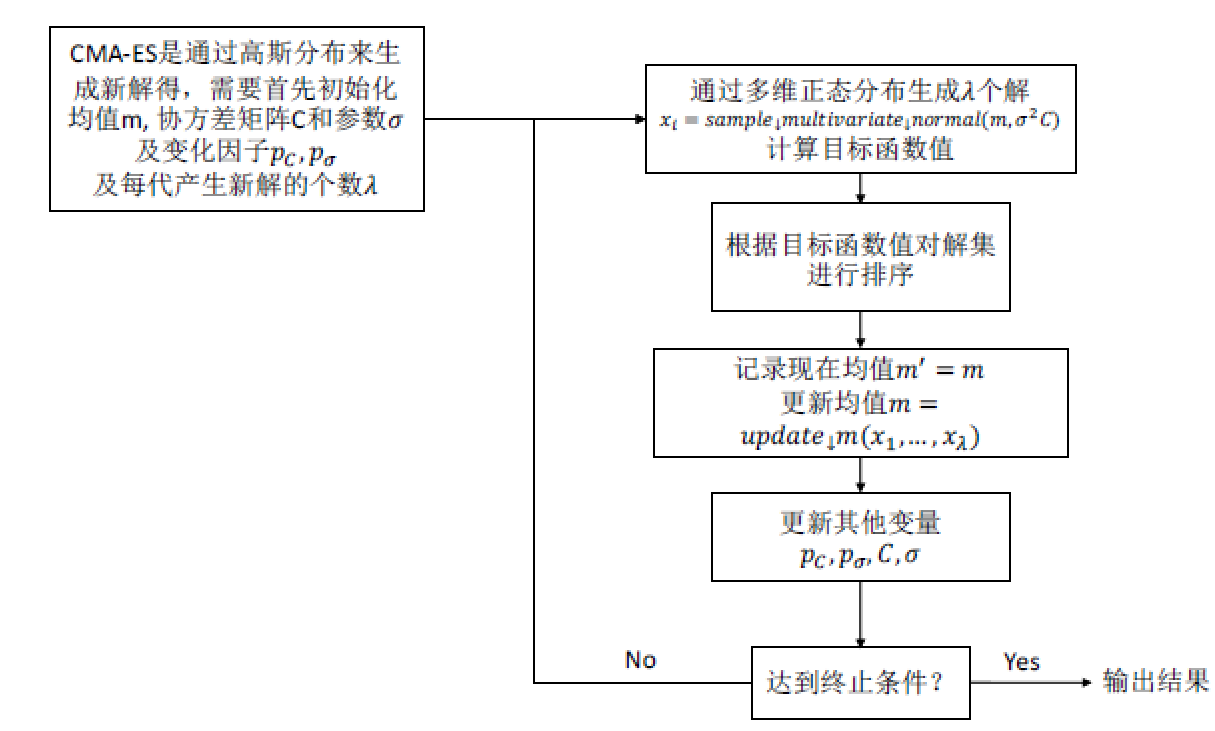 CMA-ES是通过高斯分布来生
成新解得，需要首先初始化
均值m, 协方差矩阵C和参数σ
及变化因子p_C, p_σ
及每代产生新解的个数λ
通过多维正态分布生成λ个解
x_i = sample↓multivariate↓normal(m, σ²C)
计算目标函数值
根据目标函数值对解集
进行排序
记录现在均值m′ = m
更新均值m =
update↓m(x_1, …, x_λ)
更新其他变量
p_C, p_σ, C, σ
达到终止条件？
No
Yes
输出结果